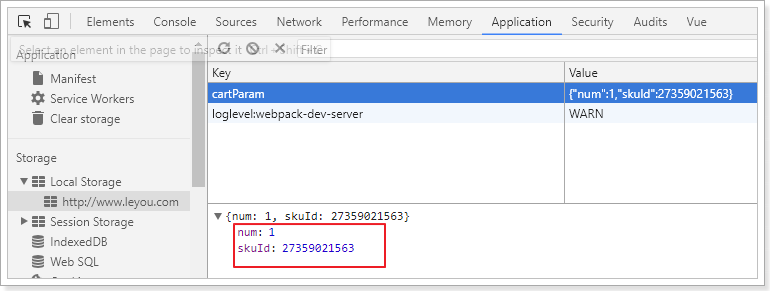 Elements Console Sources Network Performance Memory Application Security Audits Vue
Select an element in the page to inspect it Ctrl + Shift + C
Filter
Application
Manifest
Service Workers
Clear storage
Storage
Local Storage
http://www.leyou.com
Session Storage
IndexedDB
Web SQL
Key Value
cartParam {"num":1,"skuId":27359021563}
loglevel:webpack-dev-server WARN
{num: 1, skuId: 27359021563}
num: 1
skuId: 27359021563